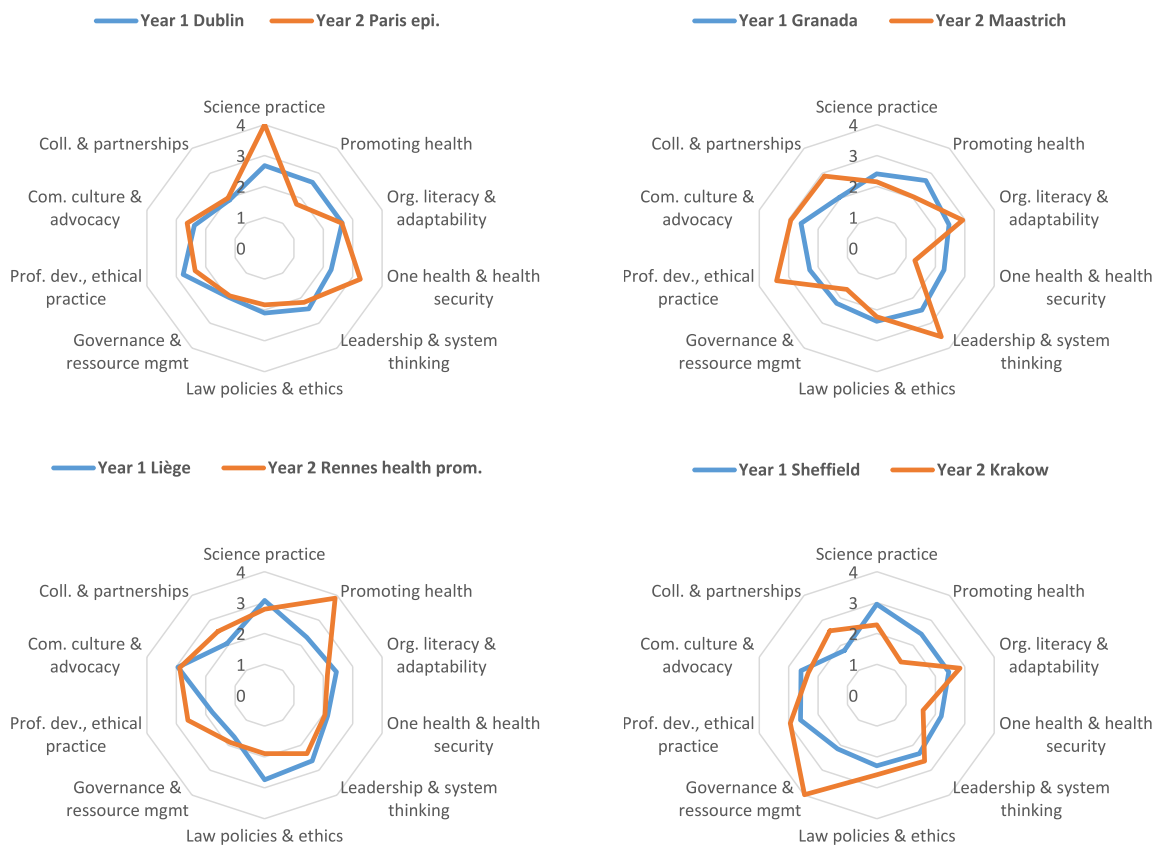 Year 1 Dublin Year 2 Paris epi.
Science practice
4
Coll. & partnerships
Promoting health
3
Com. culture &
advocacy
2
Org. literacy &
adaptability
1
0
Prof. dev., ethical
practice
One health & health
security
Governance &
ressource mgmt
Leadership & system
thinking
Law policies & ethics
Year 1 Granada Year 2 Maastrich
Science practice
4
Coll. & partnerships
Promoting health
3
Com. culture &
advocacy
2
Org. literacy &
adaptability
1
0
Prof. dev., ethical
practice
One health & health
security
Governance &
ressource mgmt
Leadership & system
thinking
Law policies & ethics
Year 1 Liège Year 2 Rennes health prom.
Science practice
4
Coll. & partnerships
Promoting health
3
Com. culture &
advocacy
2
Org. literacy &
adaptability
1
0
Prof. dev., ethical
practice
One health & health
security
Governance &
ressource mgmt
Leadership & system
thinking
Law policies & ethics
Year 1 Sheffield Year 2 Krakow
Science practice
4
Coll. & partnerships
Promoting health
3
Com. culture &
advocacy
2
Org. literacy &
adaptability
1
0
Prof. dev., ethical
practice
One health & health
security
Governance &
ressource mgmt
Leadership & system
thinking
Law policies & ethics